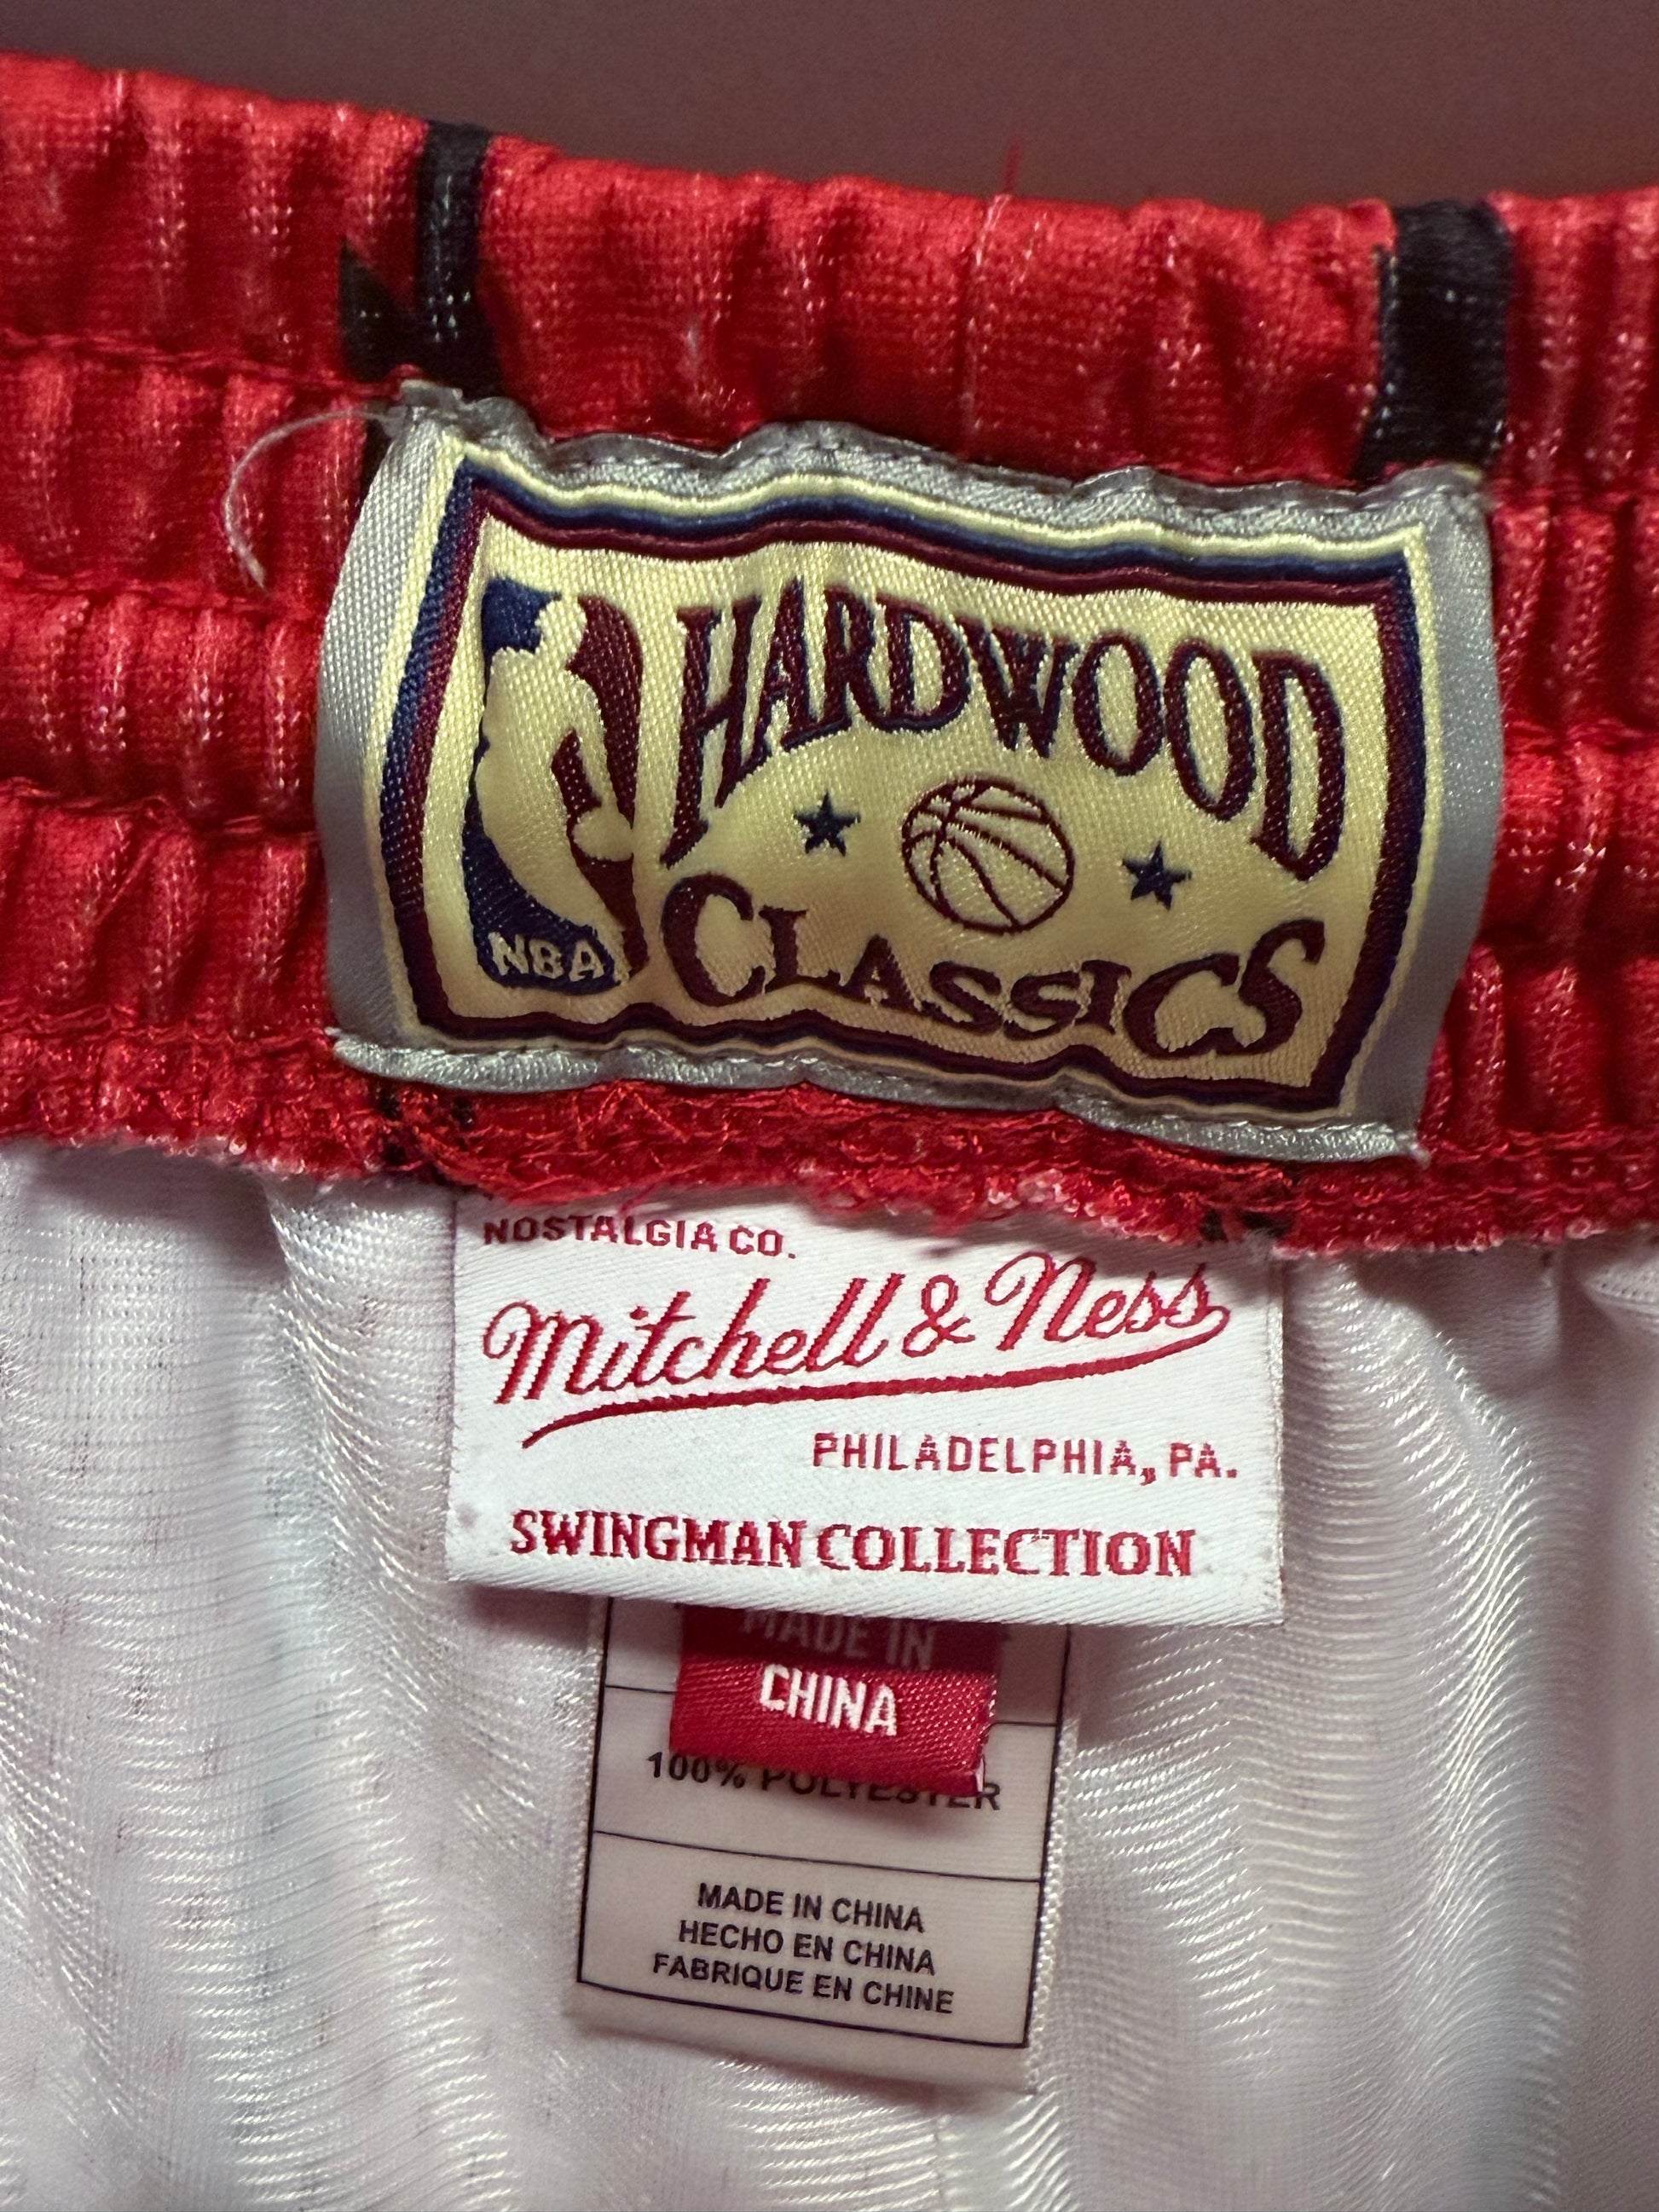 HARDWOOD
CLASSICS
NBA
NOSTALGIA CO.
Mitchell & Ness
PHILADELPHIA, PA.
SWINGMAN COLLECTION
MADE IN
CHINA
100% POLYESTER
MADE IN CHINA
HECHO EN CHINA
FABRIQUE EN CHINE